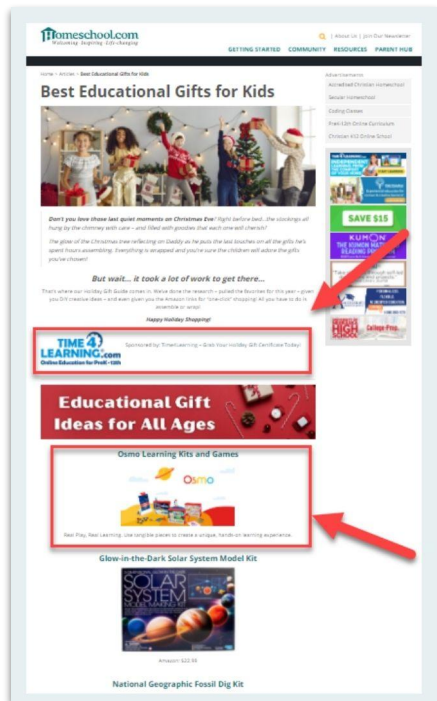 Homeschool.com
Welcoming · Inspiring · Life-changing
About Us | Join Our Newsletter
GETTING STARTED COMMUNITY RESOURCES PARENT HUB
Home » Articles » Best Educational Gifts for Kids
Best Educational Gifts for Kids
Don't you love those last quiet moments on Christmas Eve? Right before bed…the stockings all
hung by the chimney with care – and filled with goodies that each one will cherish!
The glow of the Christmas tree reflecting on Daddy as he puts the last touches on all the gifts he's
spent hours assembling. Everything is wrapped and you're sure the children will adore the gifts
you've chosen!
But wait… it took a lot of work to get there…
That's where our Holiday Gift Guide comes in. We've done the research – pulled the favorites for this year – given
you DIY creative ideas – and even given you the Amazon links for "one-click" shopping! All you have to do is
assemble or wrap!
Happy Holiday Shopping!
TIME 4
LEARNING.com
Online Education for PreK-12th
Sponsored by: Time4Learning – Grab Your Holiday Gift Certificate Today!
Educational Gift
Ideas for All Ages
Osmo Learning Kits and Games
Osmo
Real Play, Real Learning. Use tangible pieces to create a unique, hands-on learning experience.
Glow-in-the-Dark Solar System Model Kit
SOLAR
SYSTEM
MODEL MAKING KIT
Amazon: $22.99
National Geographic Fossil Dig Kit
Advertisements
Accredited Christian Homeschool
Secular Homeschool
Coding Classes
PreK-12th Online Curriculum
Christian K12 Online School
SAVE $15
KUMON
THE KUMON MATH
READING PRO
HIGH
SCHOOL
College Prep.